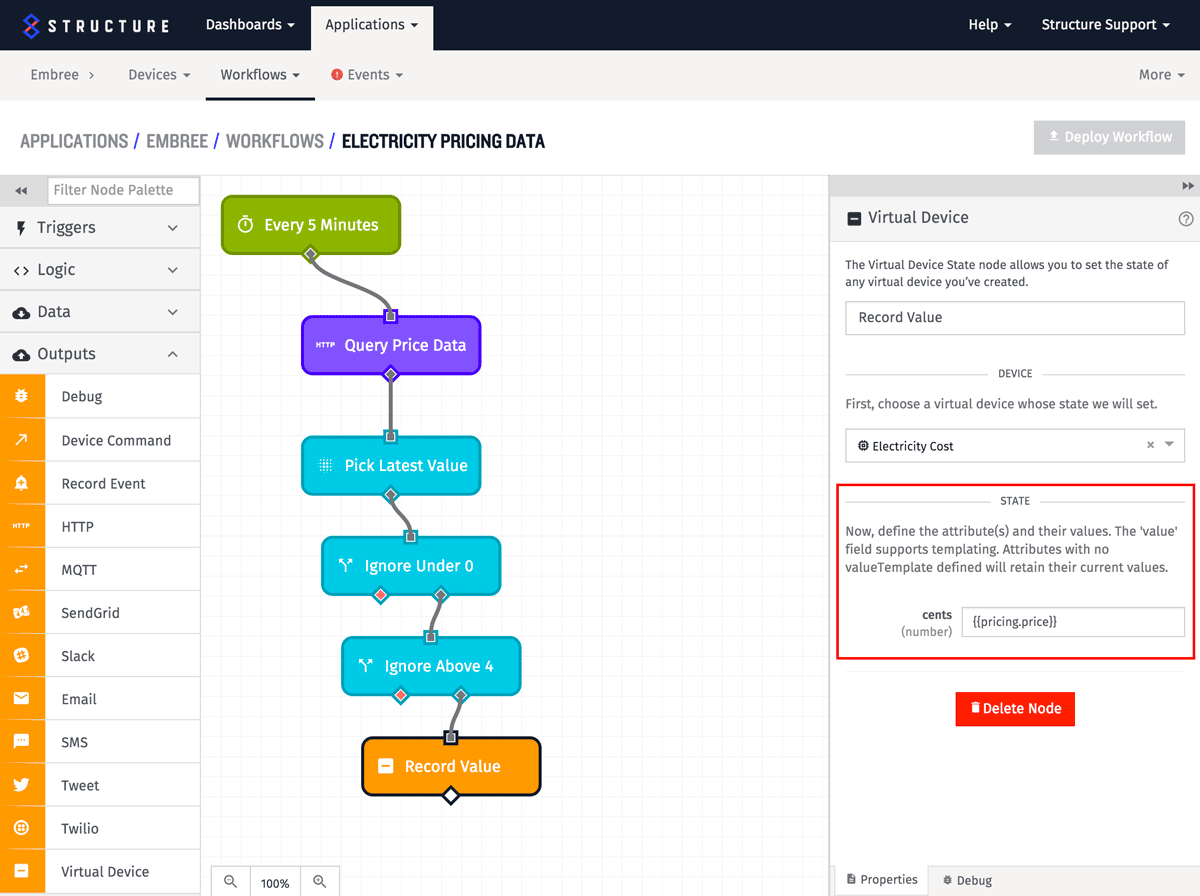 STRUCTURE
Dashboards
Applications
Help
Structure Support
Embree
Devices
Workflows
Events
More
APPLICATIONS / EMBREE / WORKFLOWS / ELECTRICITY PRICING DATA
Deploy Workflow
Filter Node Palette
Triggers
Logic
Data
Outputs
Debug
Device Command
Record Event
HTTP
HTTP
MQTT
SendGrid
Slack
Email
SMS
Tweet
Twilio
Virtual Device
Every 5 Minutes
HTTP Query Price Data
Pick Latest Value
Ignore Under 0
Ignore Above 4
Record Value
100%
Virtual Device
The Virtual Device State node allows you to set the state of
any virtual device you've created.
Record Value
DEVICE
First, choose a virtual device whose state we will set.
Electricity Cost
STATE
Now, define the attribute(s) and their values. The 'value'
field supports templating. Attributes with no
valueTemplate defined will retain their current values.
cents
(number)
{{pricing.price}}
Delete Node
Properties
Debug